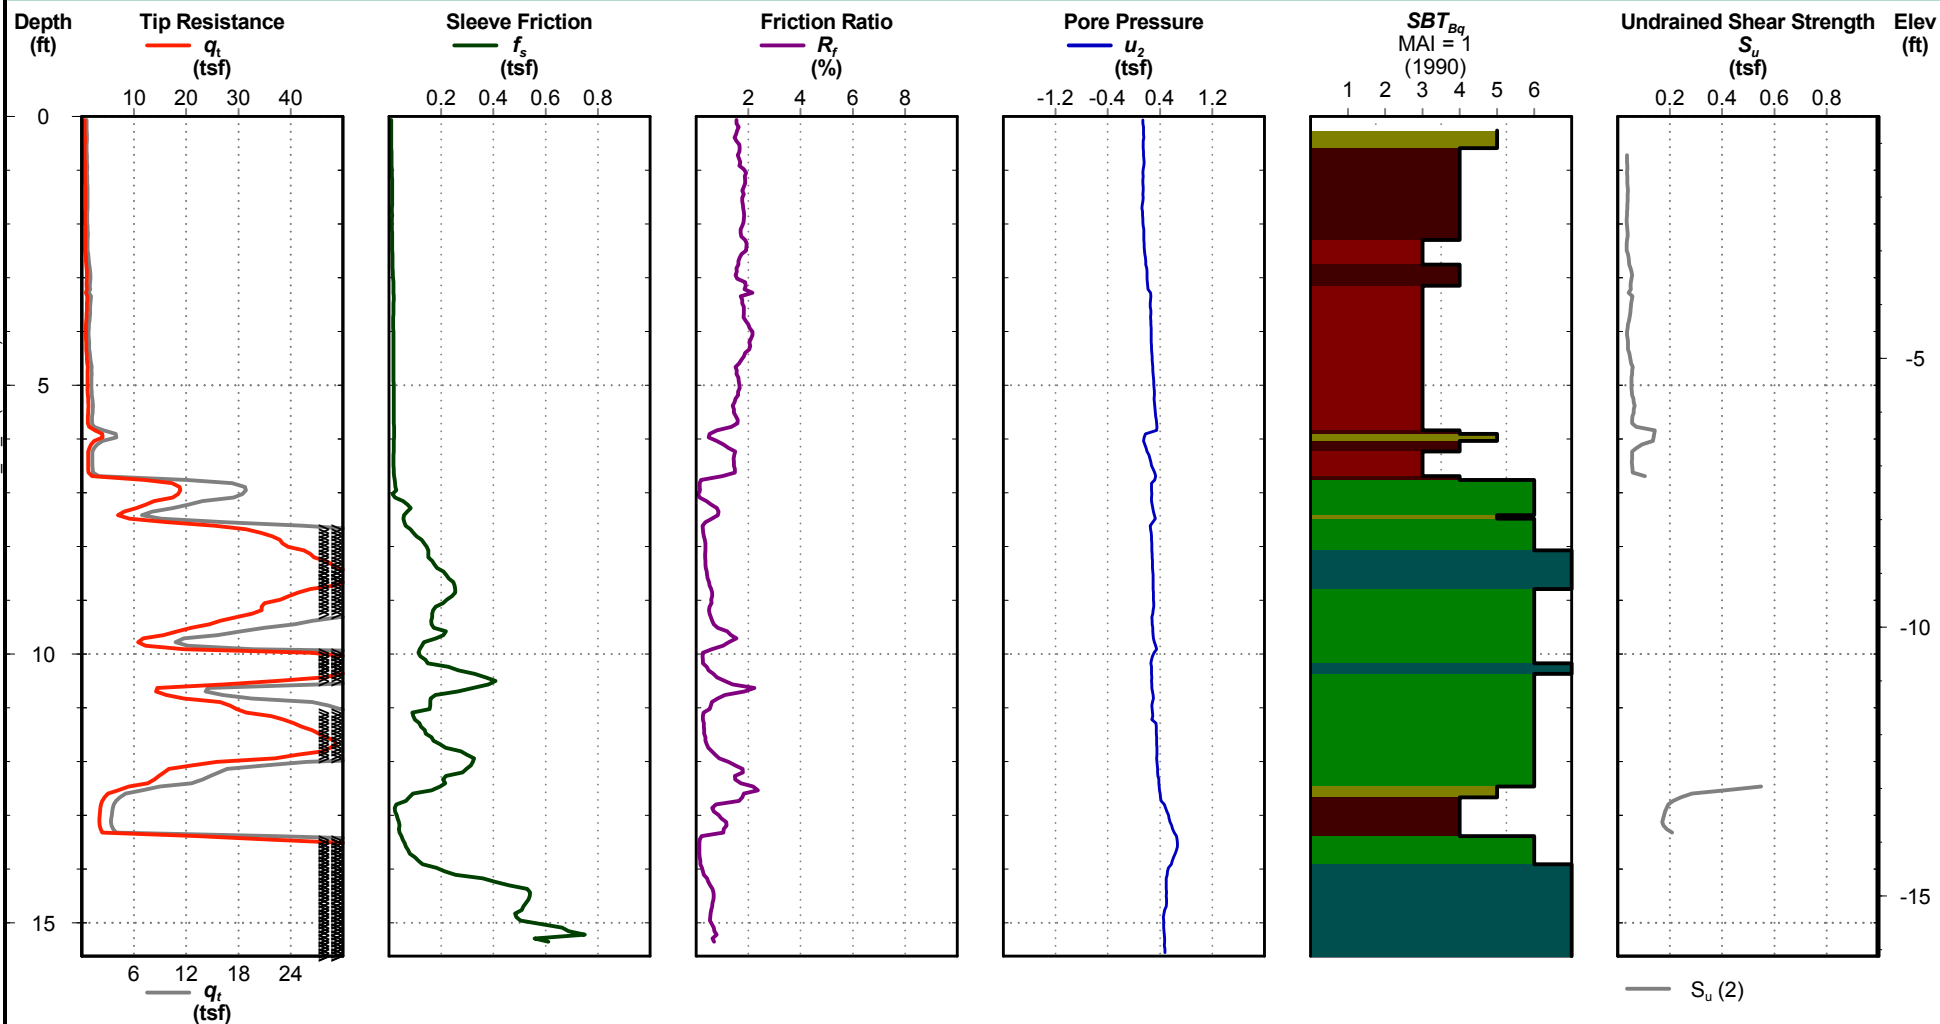 Depth
(ft)
Tip Resistance
qt
(tsf)
Sleeve Friction
fs
(tsf)
Friction Ratio
Rf
(%)
Pore Pressure
u2
(tsf)
SBTBq
MAI = 1
(1990)
Undrained Shear Strength
Su
(tsf)
Elev
(ft)
10 20 30 40
0.2 0.4 0.6 0.8
2 4 6 8
-1.2 -0.4 0.4 1.2
1 2 3 4 5 6
0.2 0.4 0.6 0.8
0
5
10
15
-5
-10
-15
6 12 18 24
qt
(tsf)
Su (2)